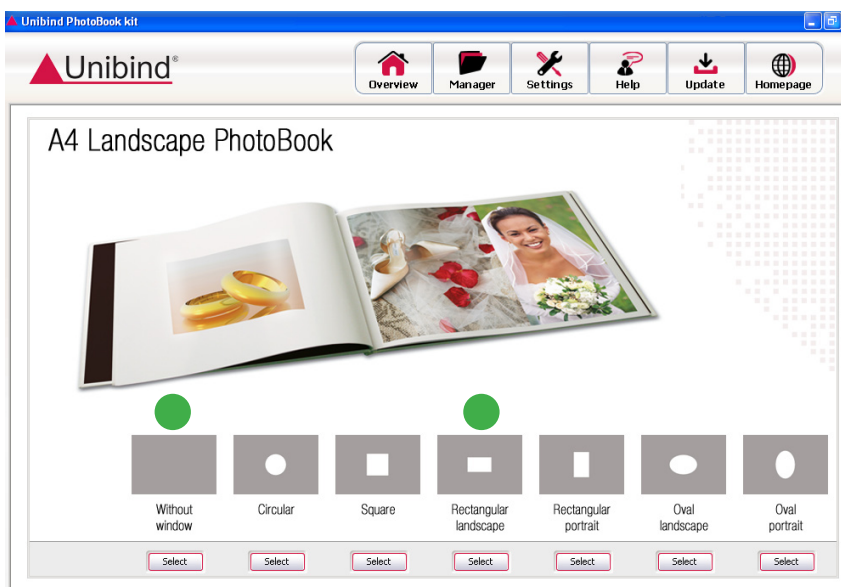 Unibind PhotoBook kit
Unibind®
Overview
Manager
Settings
Help
Update
Homepage
A4 Landscape PhotoBook
Without
window
Circular
Square
Rectangular
landscape
Rectangular
portrait
Oval
landscape
Oval
portrait
Select
Select
Select
Select
Select
Select
Select